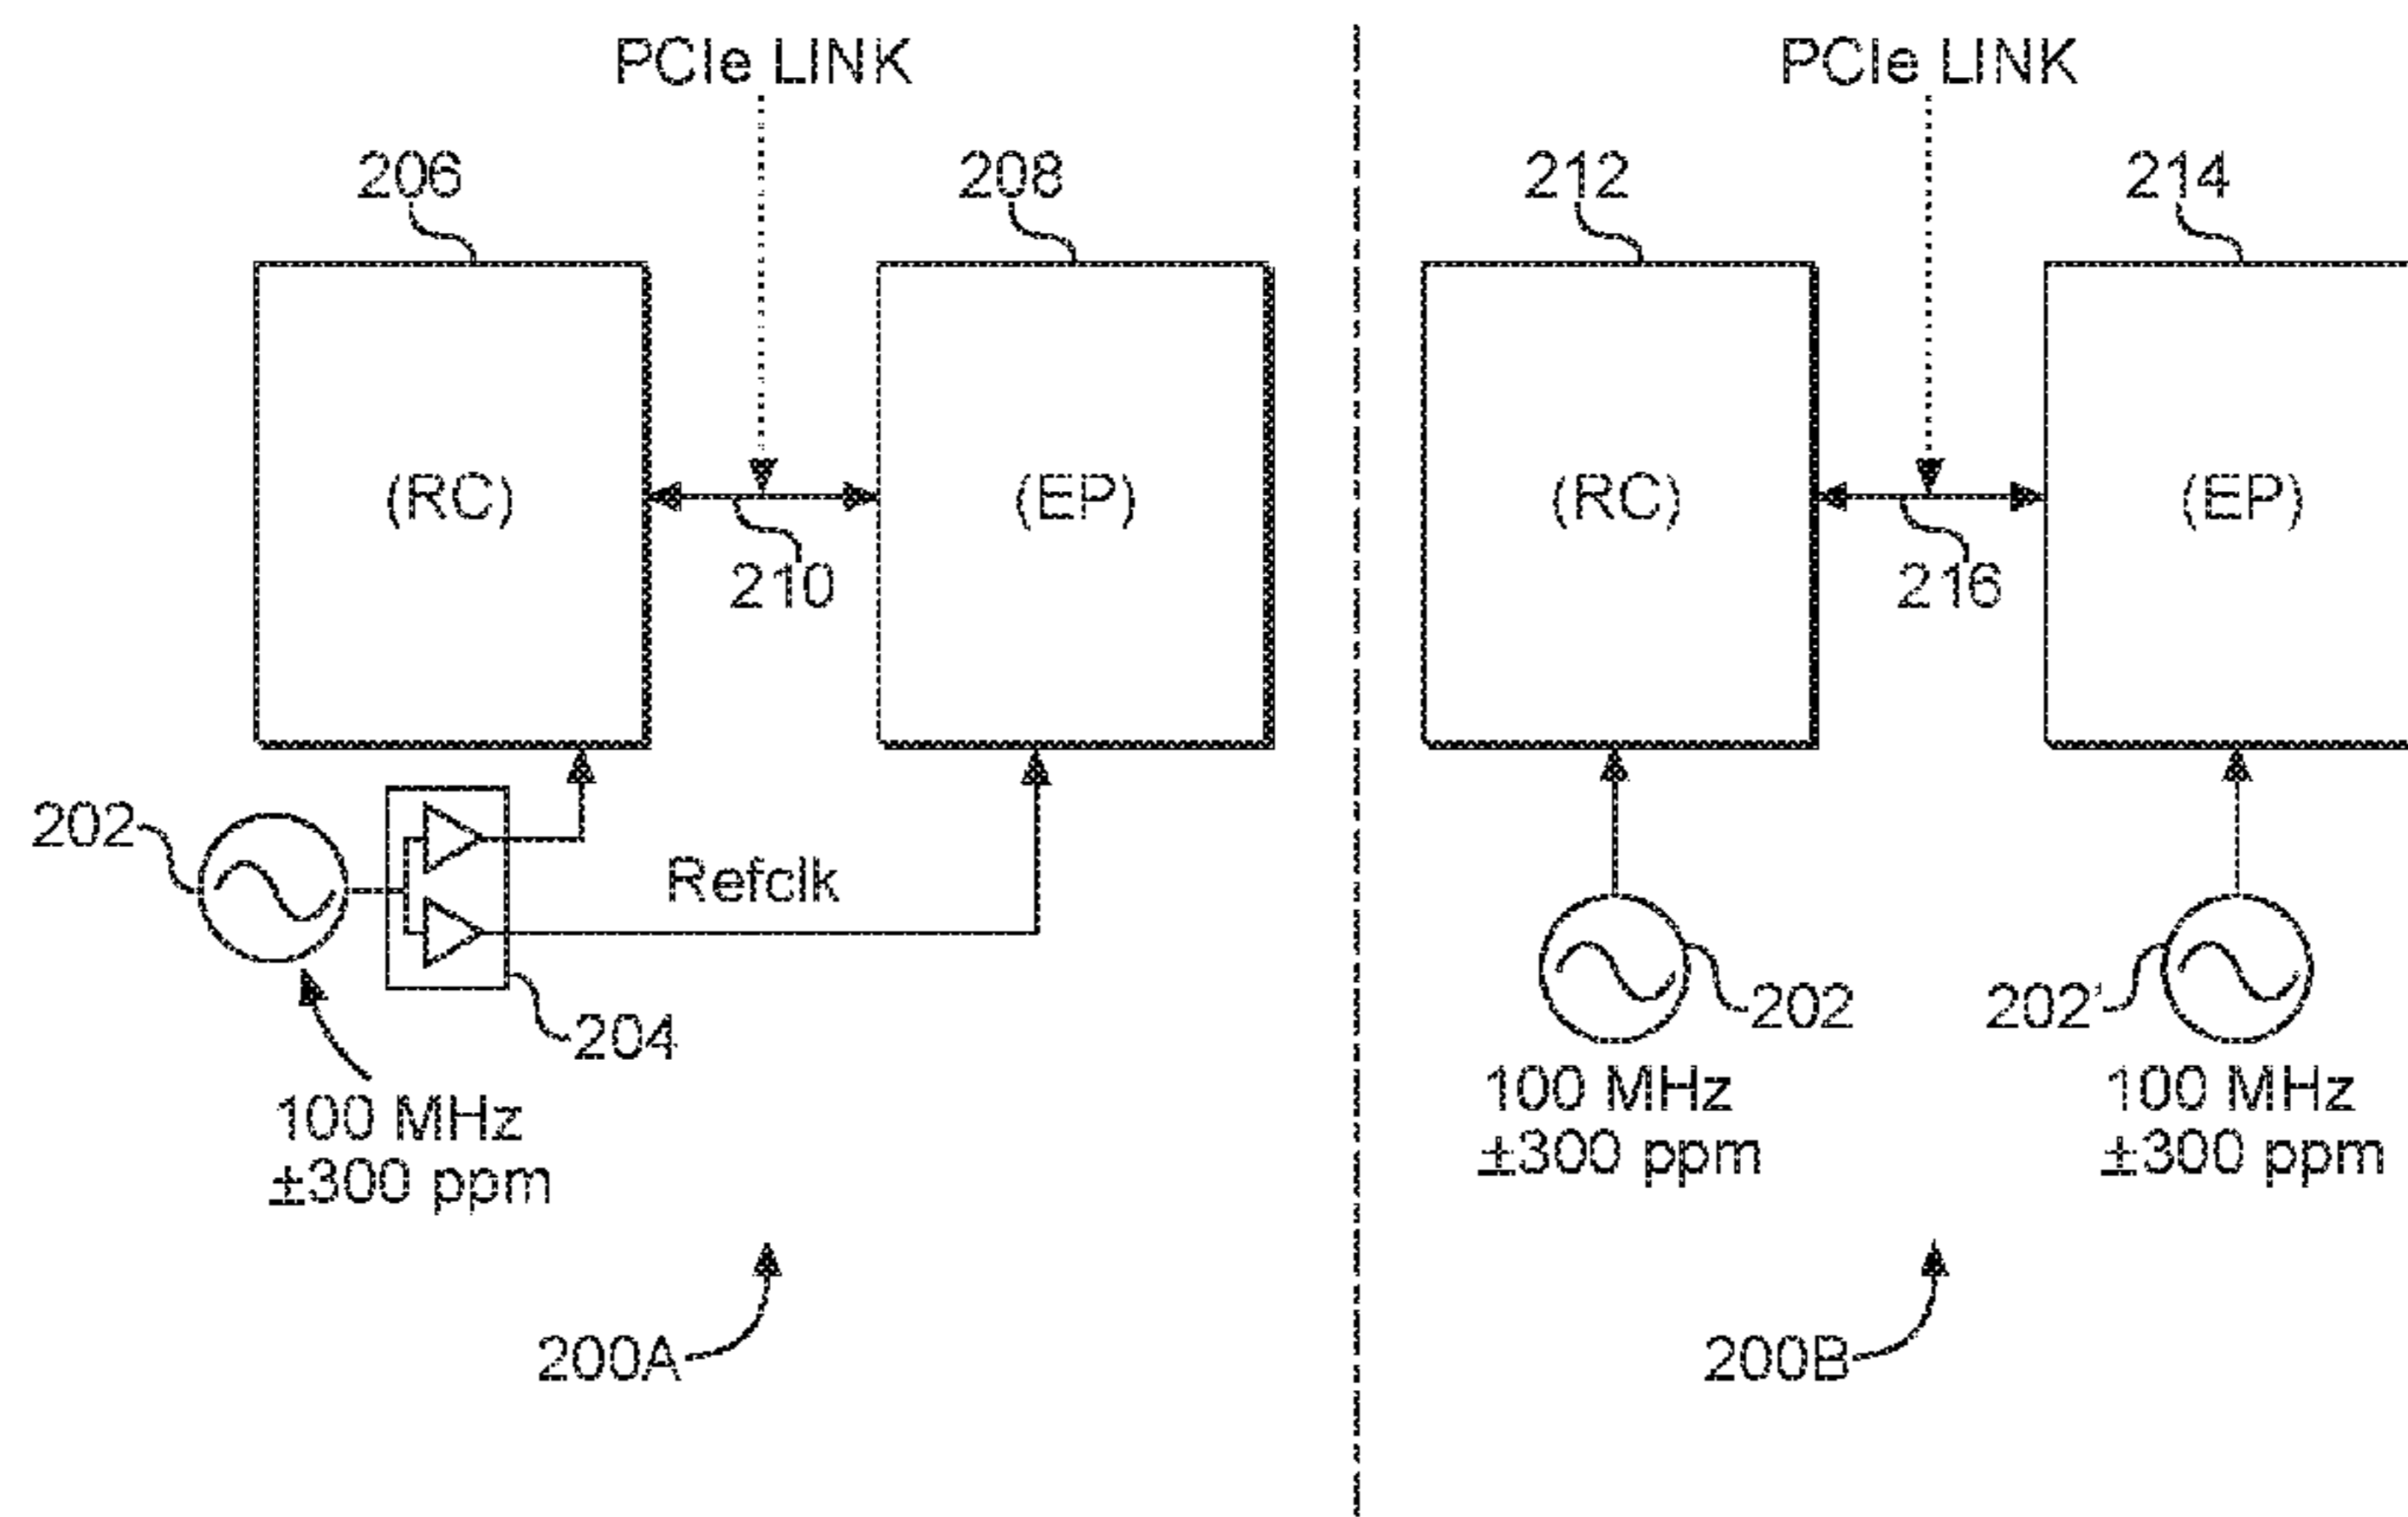 PCIe LINK
206
208
(RC)
(EP)
210
202
Refclk
204
100 MHz
±300 ppm
200A
PCIe LINK
212
214
(RC)
(EP)
216
202
202'
100 MHz
±300 ppm
100 MHz
±300 ppm
200B